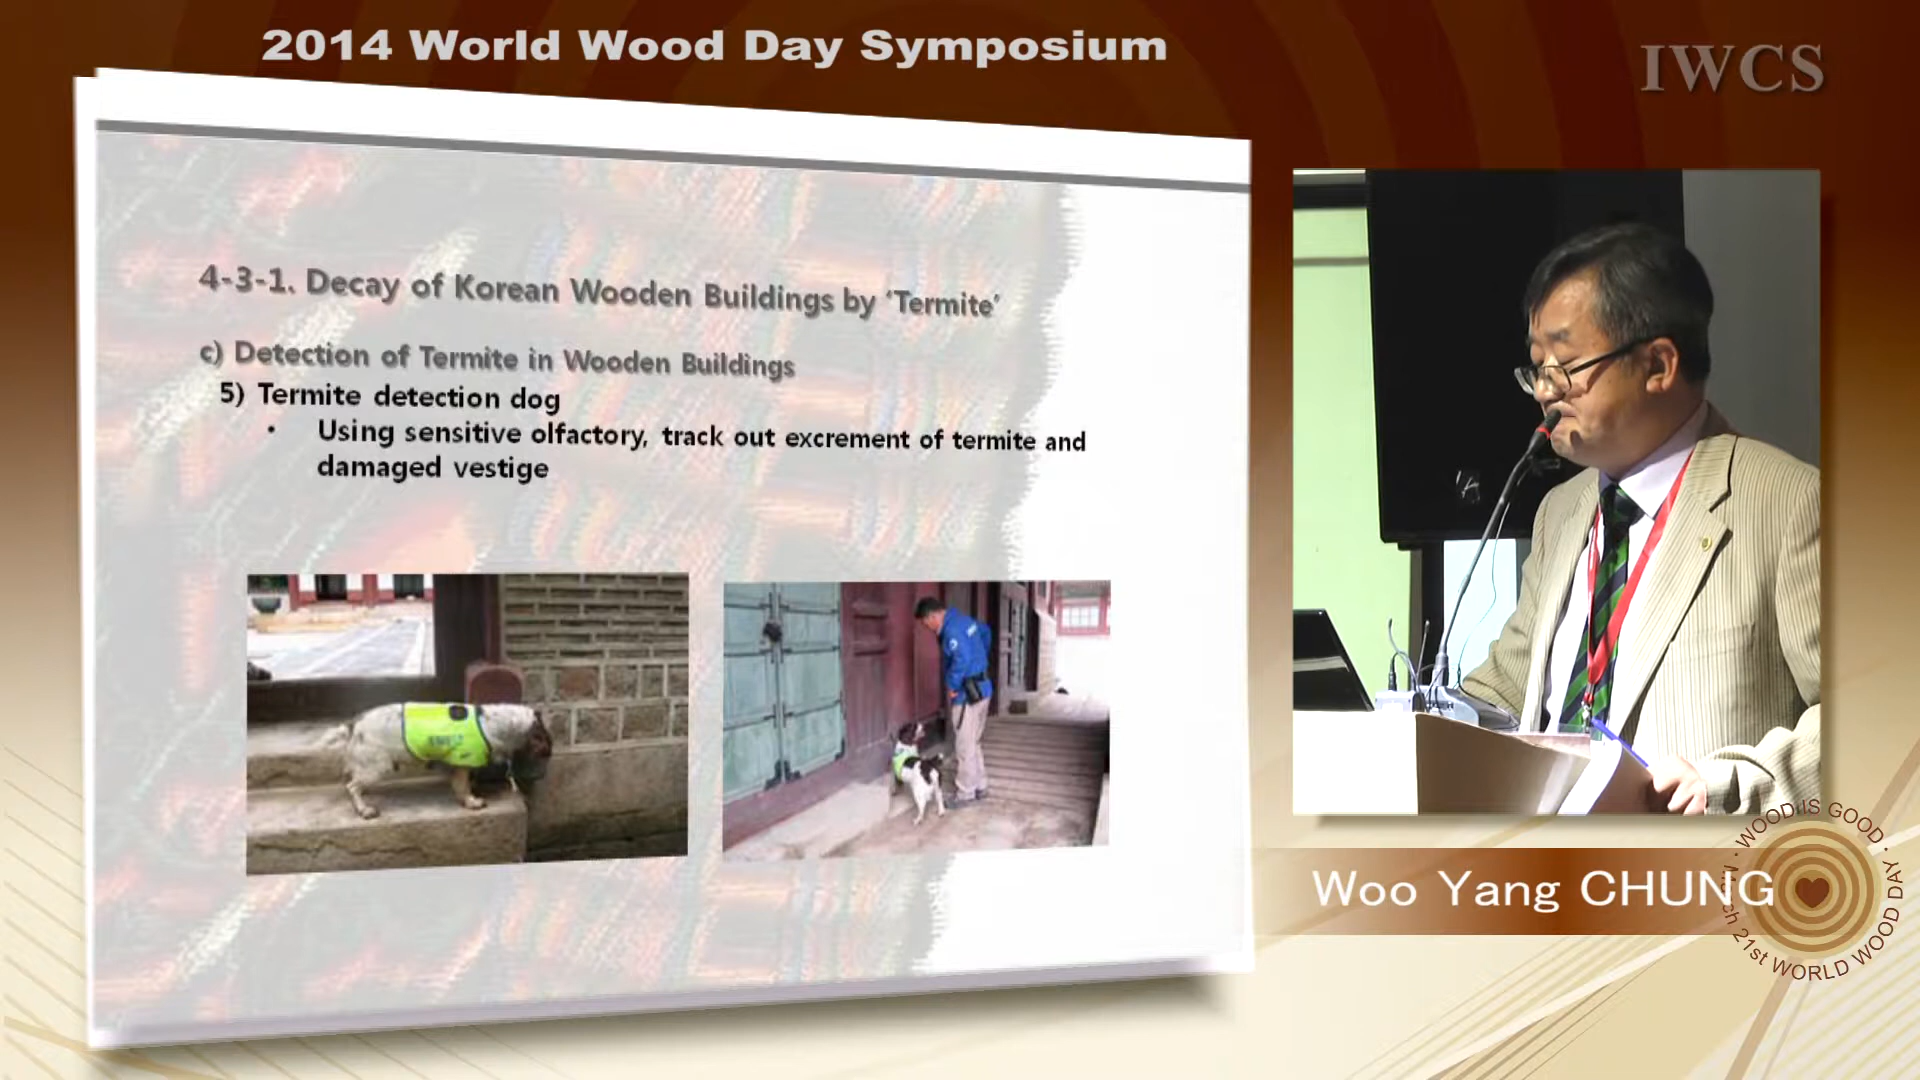 2014 World Wood Day Symposium
IWCS
4-3-1. Decay of Korean Wooden Buildings by ‘Termite’
c) Detection of Termite in Wooden Buildings
5) Termite detection dog
• Using sensitive olfactory, track out excrement of termite and
damaged vestige
Woo Yang CHUNG
· WOOD IS GOOD · March 21st WORLD WOOD DAY